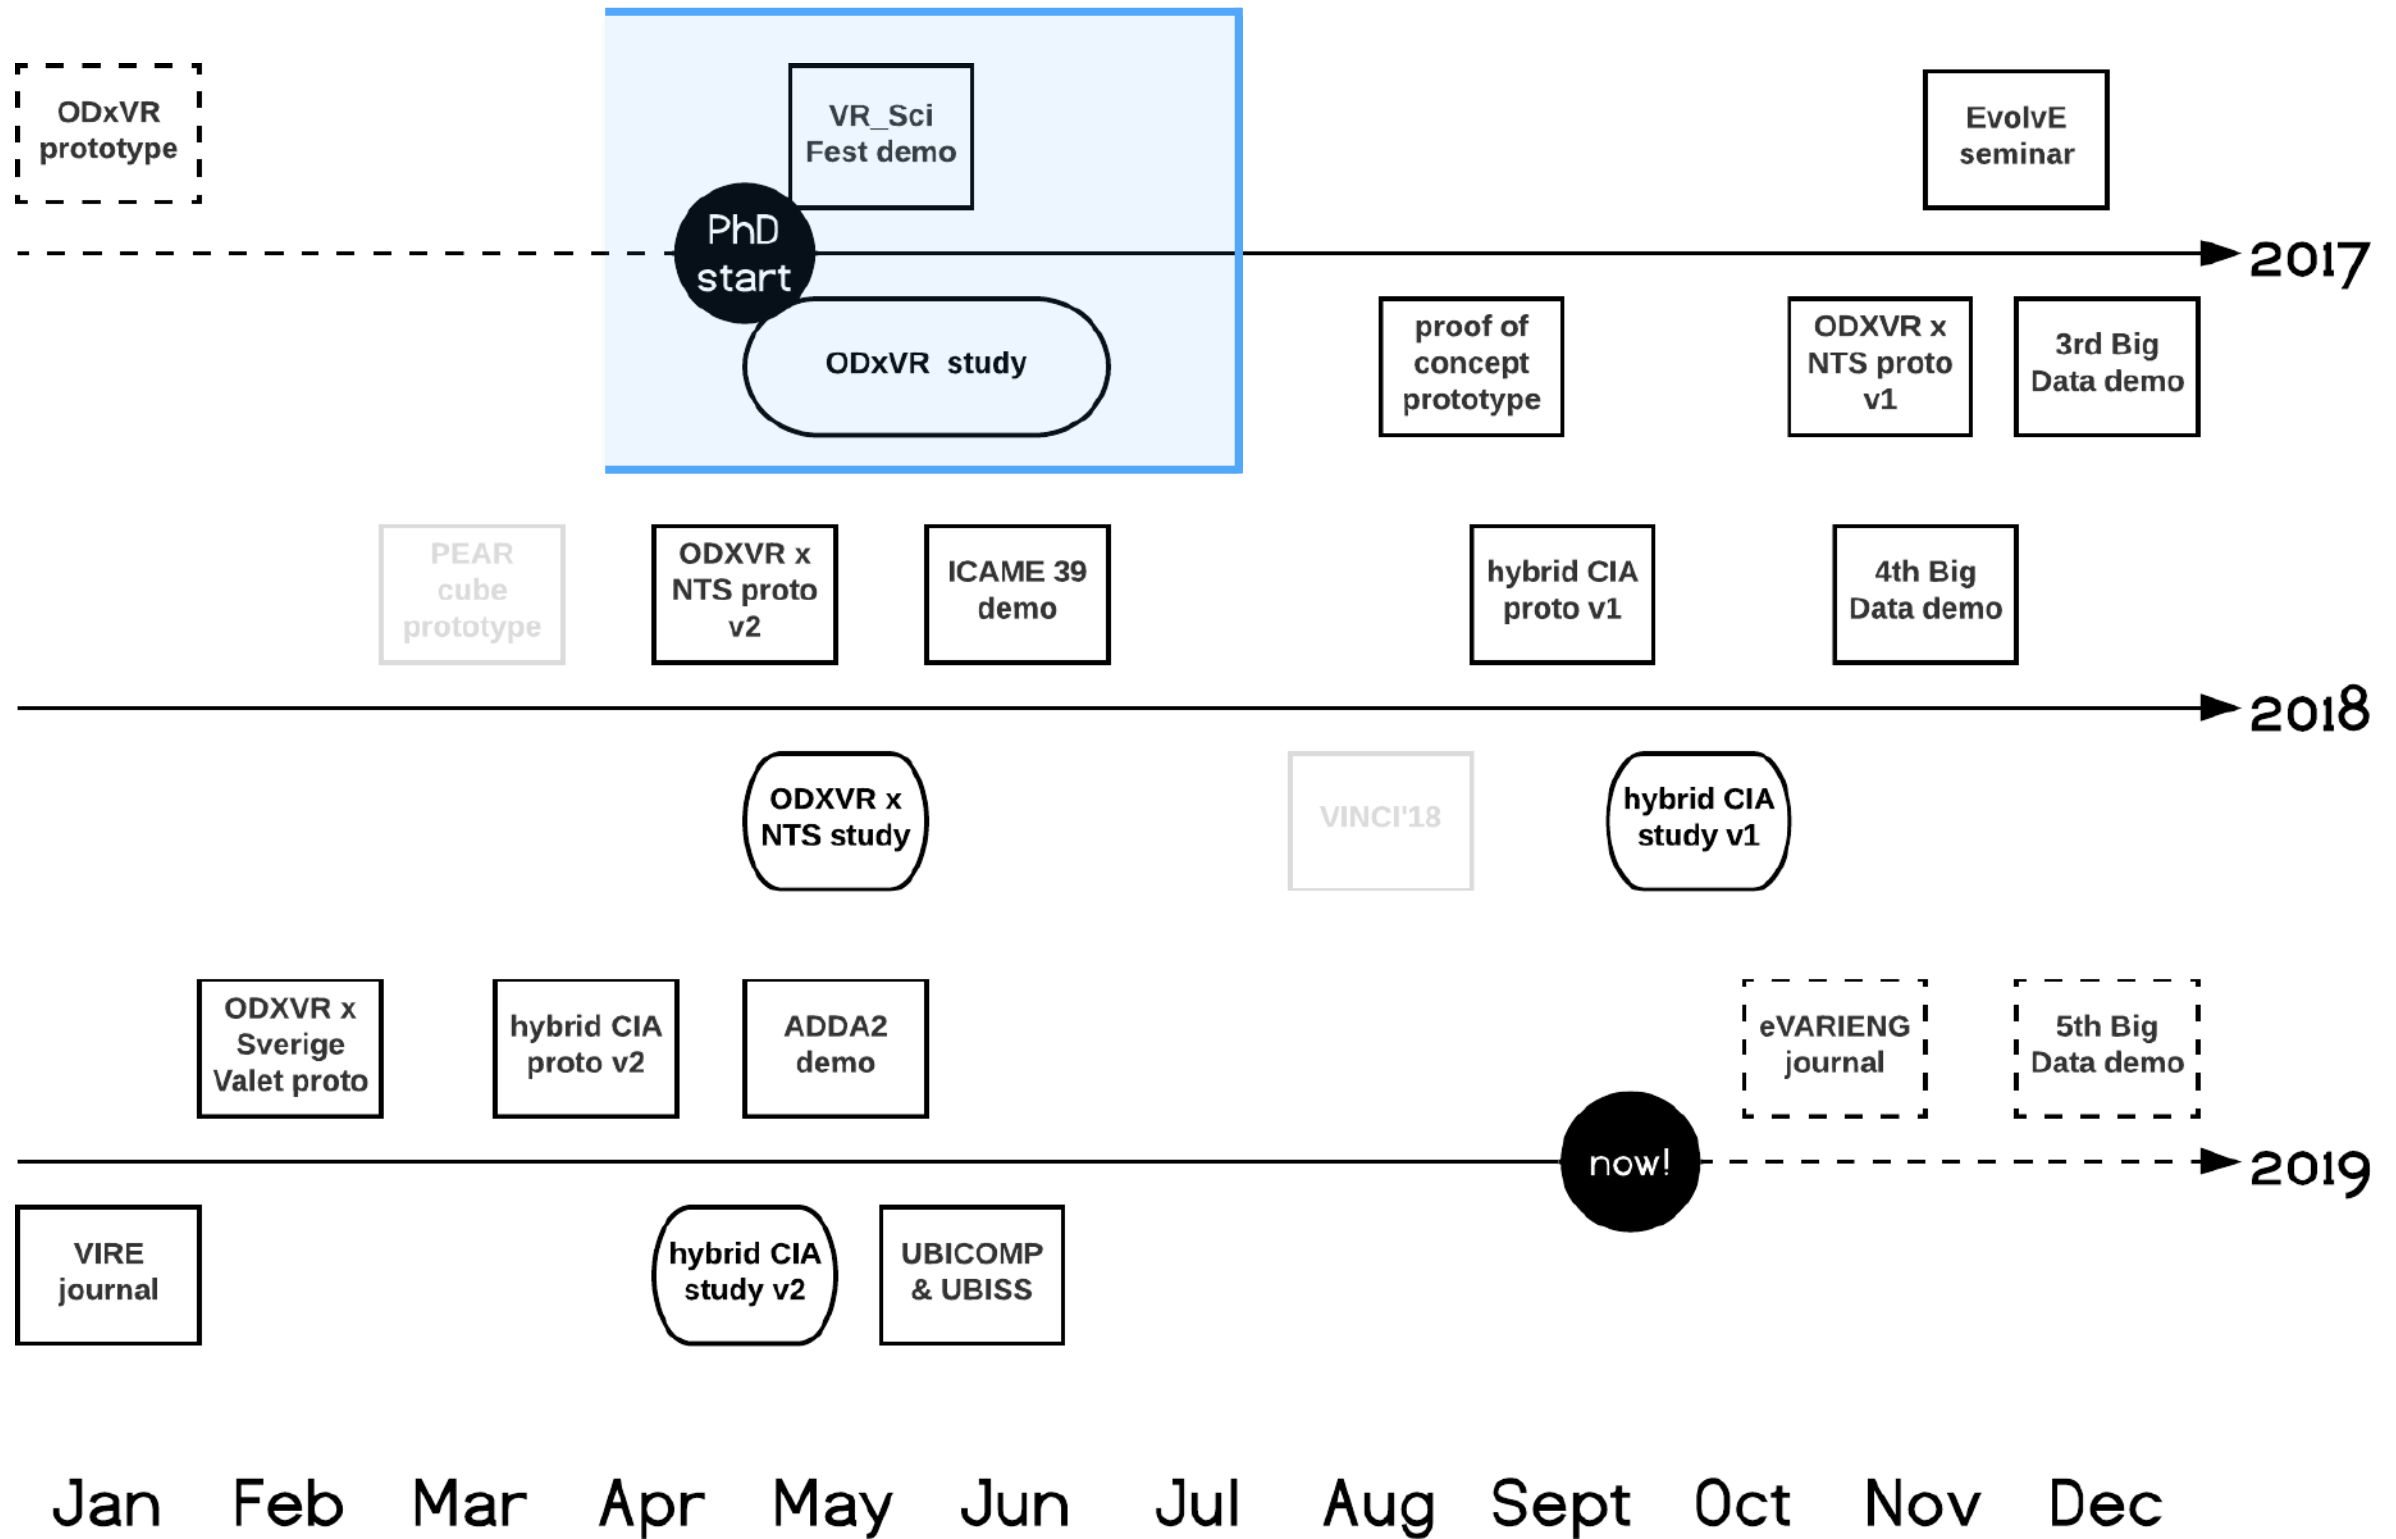 ODxVR
prototype
VR_Sci
Fest demo
EvolvE
seminar
PhD
start
2017
ODxVR study
proof of
concept
prototype
ODXVR x
NTS proto
v1
3rd Big
Data demo
PEAR
cube
prototype
ODXVR x
NTS proto
v2
ICAME 39
demo
hybrid CIA
proto v1
4th Big
Data demo
2018
ODXVR x
NTS study
VINCI'18
hybrid CIA
study v1
ODXVR x
Sverige
Valet proto
hybrid CIA
proto v2
ADDA2
demo
eVARIENG
journal
5th Big
Data demo
now!
2019
VIRE
journal
hybrid CIA
study v2
UBICOMP
& UBISS
Jan Feb Mar Apr May Jun Jul Aug Sept Oct Nov Dec